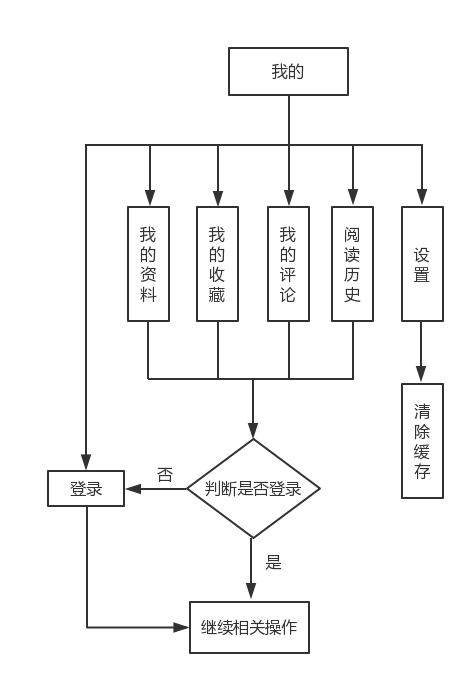 我的
我的资料
我的收藏
我的评论
阅读历史
设置
清除缓存
否
判断是否登录
登录
是
继续相关操作